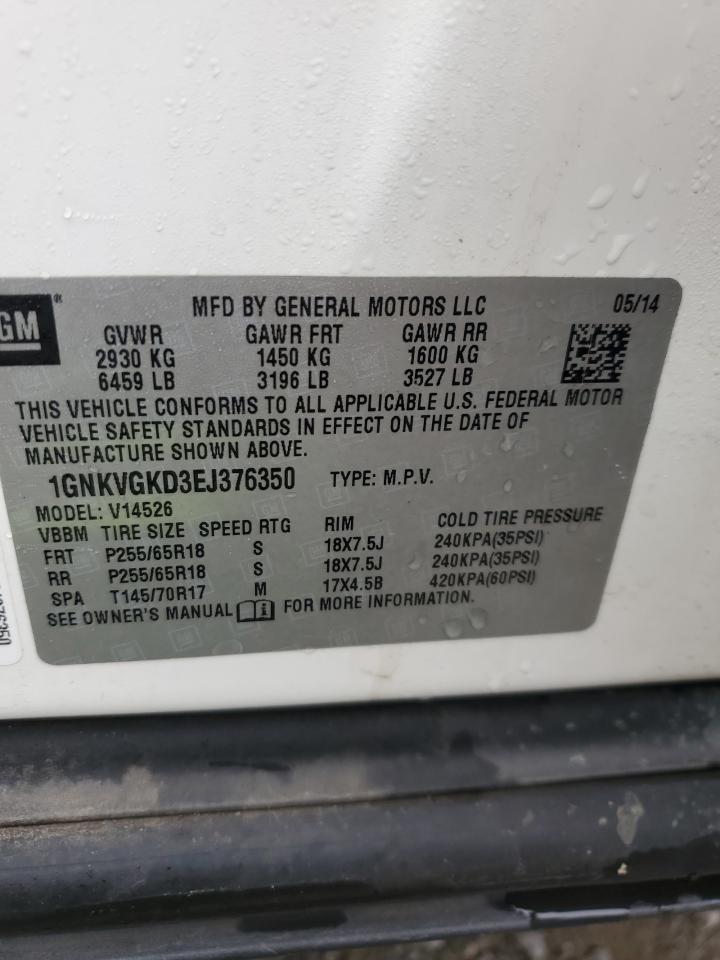 GM®
MFD BY GENERAL MOTORS LLC 05/14
GVWR GAWR FRT GAWR RR
2930 KG 1450 KG 1600 KG
6459 LB 3196 LB 3527 LB
THIS VEHICLE CONFORMS TO ALL APPLICABLE U.S. FEDERAL MOTOR
VEHICLE SAFETY STANDARDS IN EFFECT ON THE DATE OF
MANUFACTURE SHOWN ABOVE.
1GNKVGKD3EJ376350 TYPE: M.P.V.
MODEL: V14526
VBBM TIRE SIZE SPEED RTG RIM COLD TIRE PRESSURE
FRT P255/65R18 S 18X7.5J 240KPA(35PSI)
RR P255/65R18 S 18X7.5J 240KPA(35PSI)
SPA T145/70R17 M 17X4.5B 420KPA(60PSI)
SEE OWNER'S MANUAL FOR MORE INFORMATION.